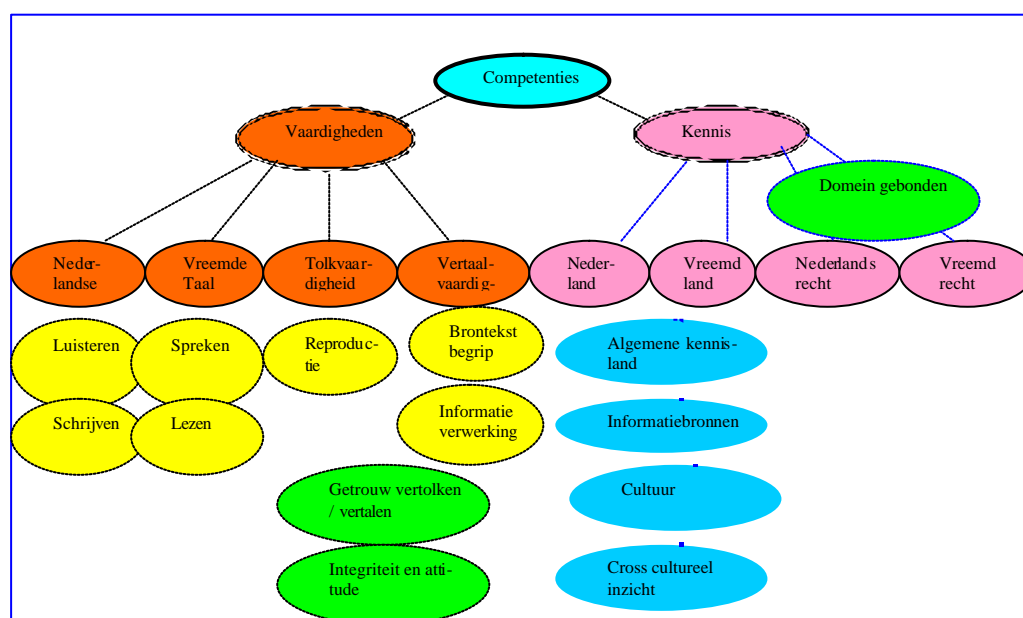 Competenties
Vaardigheden
Kennis
Domein gebonden
Neder-
landse
Vreemde
Taal
Tolkvaar-
digheid
Vertaal-
vaardig-
Neder-
land
Vreemd
land
Nederlands
recht
Vreemd
recht
Luisteren
Spreken
Reproduc-
tie
Brontekst
begrip
Algemene kennis-
land
Schrijven
Lezen
Informatie
verwerking
Informatiebronnen
Getrouw vertolken
/ vertalen
Cultuur
Integriteit en atti-
tude
Cross cultureel
inzicht